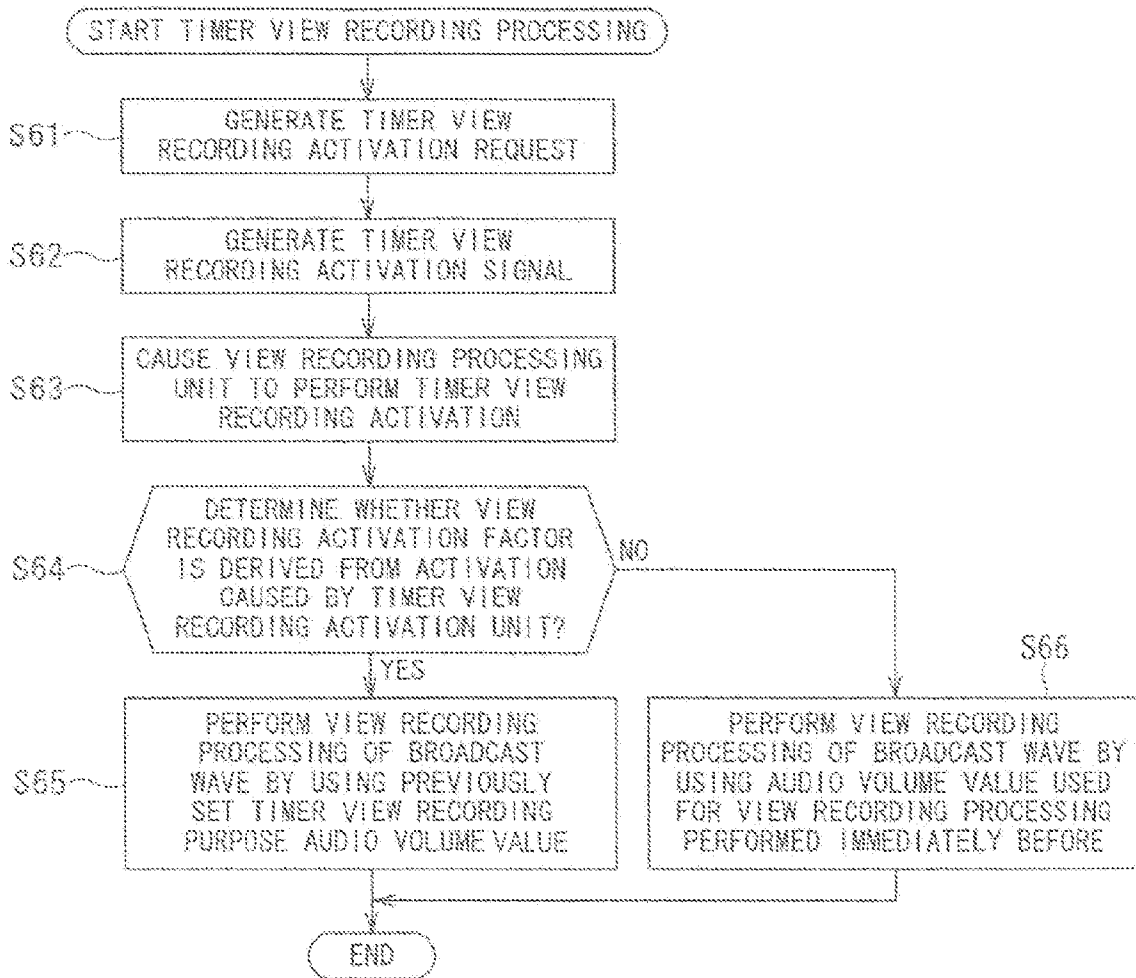 START TIMER VIEW RECORDING PROCESSING
S61
GENERATE TIMER VIEW
RECORDING ACTIVATION REQUEST
S62
GENERATE TIMER VIEW
RECORDING ACTIVATION SIGNAL
S63
CAUSE VIEW RECORDING PROCESSING
UNIT TO PERFORM TIMER VIEW
RECORDING ACTIVATION
S64
DETERMINE WHETHER VIEW
RECORDING ACTIVATION FACTOR
IS DERIVED FROM ACTIVATION
CAUSED BY TIMER VIEW
RECORDING ACTIVATION UNIT?
NO
YES
S65
PERFORM VIEW RECORDING
PROCESSING OF BROADCAST
WAVE BY USING PREVIOUSLY
SET TIMER VIEW RECORDING
PURPOSE AUDIO VOLUME VALUE
S66
PERFORM VIEW RECORDING
PROCESSING OF BROADCAST WAVE BY
USING AUDIO VOLUME VALUE USED
FOR VIEW RECORDING PROCESSING
PERFORMED IMMEDIATELY BEFORE
END